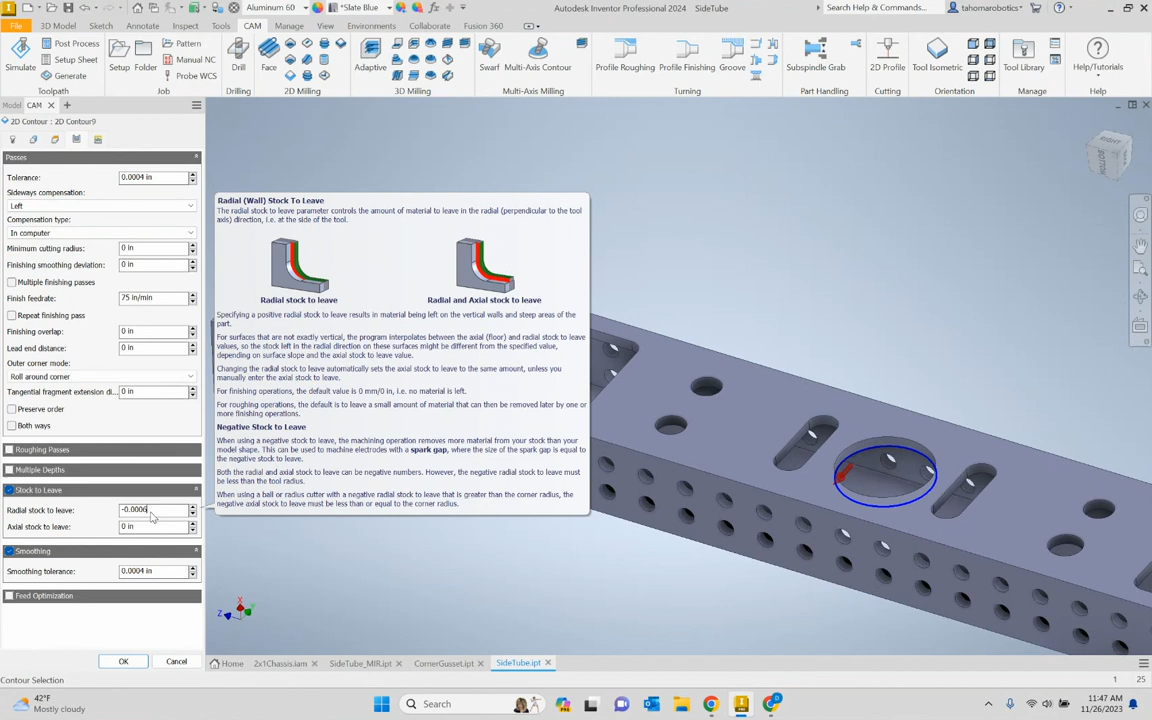 Aluminum 60
*Slate Blue
Autodesk Inventor Professional 2024    SideTube
Search Help & Commands...
tahomarobotics
File 3D Model Sketch Annotate Inspect Tools CAM Manage View Environments Collaborate Electromechanical Fusion 360
Simulate
Post Process
Setup Sheet
Generate
Toolpath
Setup
Folder
Pattern
Manual NC
Probe WCS
Job
Drill
Drilling
Face
2D Milling
Adaptive
3D Milling
Swarf
Multi-Axis Contour
Multi-Axis Milling
Profile Roughing
Profile Finishing
Groove
Turning
Subspindle Grab
Part Handling
2D Profile
Cutting
Tool Isometric
Orientation
Tool Library
Manage
Help/Tutorials
Help
Model CAM
2D Contour : 2D Contour9
Passes
Tolerance: 0.0004 in
Sideways compensation:
Left
Compensation type:
In computer
Minimum cutting radius: 0 in
Finishing smoothing deviation: 0 in
Multiple finishing passes
Finish feedrate: 75 in/min
Repeat finishing pass
Finishing overlap: 0 in
Lead end distance: 0 in
Outer corner mode:
Roll around corner
Tangential fragment extension di... 0 in
Preserve order
Both ways
Roughing Passes
Multiple Depths
Stock to Leave
Radial stock to leave: -0.0006
Axial stock to leave: 0 in
Smoothing
Smoothing tolerance: 0.0004 in
Feed Optimization
OK Cancel
Radial (Wall) Stock To Leave
The radial stock to leave parameter controls the amount of material to leave in the radial (perpendicular to the tool
axis) direction, i.e. at the side of the tool.
Radial stock to leave    Radial and Axial stock to leave
Specifying a positive radial stock to leave results in material being left on the vertical walls and steep areas of the
part.
For surfaces that are not exactly vertical, the program interpolates between the axial (floor) and radial stock to leave
values, so the stock left in the radial direction on these surfaces might be different from the specified value,
depending on surface slope and the axial stock to leave value.
Changing the radial stock to leave automatically sets the axial stock to leave to the same amount, unless you
manually enter the axial stock to leave.
For finishing operations, the default value is 0 mm/0 in, i.e. no material is left.
For roughing operations, the default is to leave a small amount of material that can then be removed later by one or
more finishing operations.
Negative Stock to Leave
When using a negative stock to leave, the machining operation removes more material from your stock than your
model shape. This can be used to machine electrodes with a spark gap, where the size of the spark gap is equal to
the negative stock to leave.
Both the radial and axial stock to leave can be negative numbers. However, the negative radial stock to leave must
be less than the tool radius.
When using a ball or radius cutter with a negative radial stock to leave that is greater than the corner radius, the
negative axial stock to leave must be less than or equal to the corner radius.
BOTTOM
X
Z
Home 2x1Chassis.iam SideTube_MIR.ipt CornerGusset.ipt SideTube.ipt
Contour Selection
1 25
42°F
Mostly cloudy
Search
11:47 AM
11/26/2023